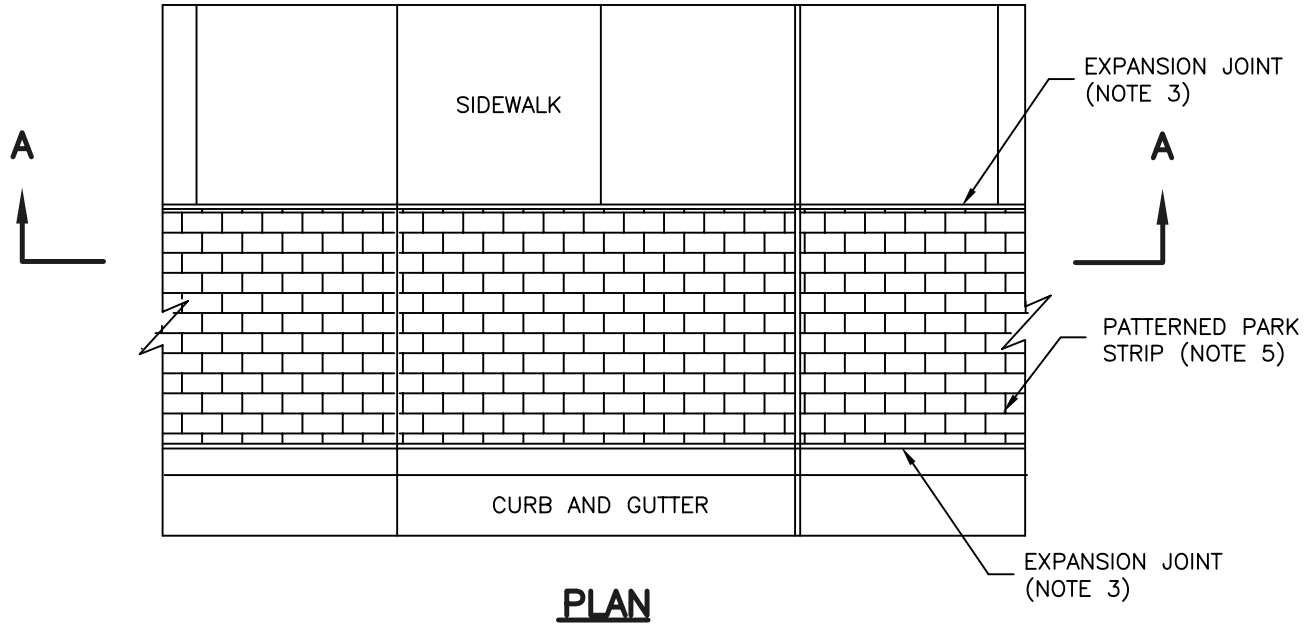 EXPANSION JOINT
(NOTE 3)
SIDEWALK
A
A
PATTERNED PARK
STRIP (NOTE 5)
CURB AND GUTTER
EXPANSION JOINT
(NOTE 3)
PLAN